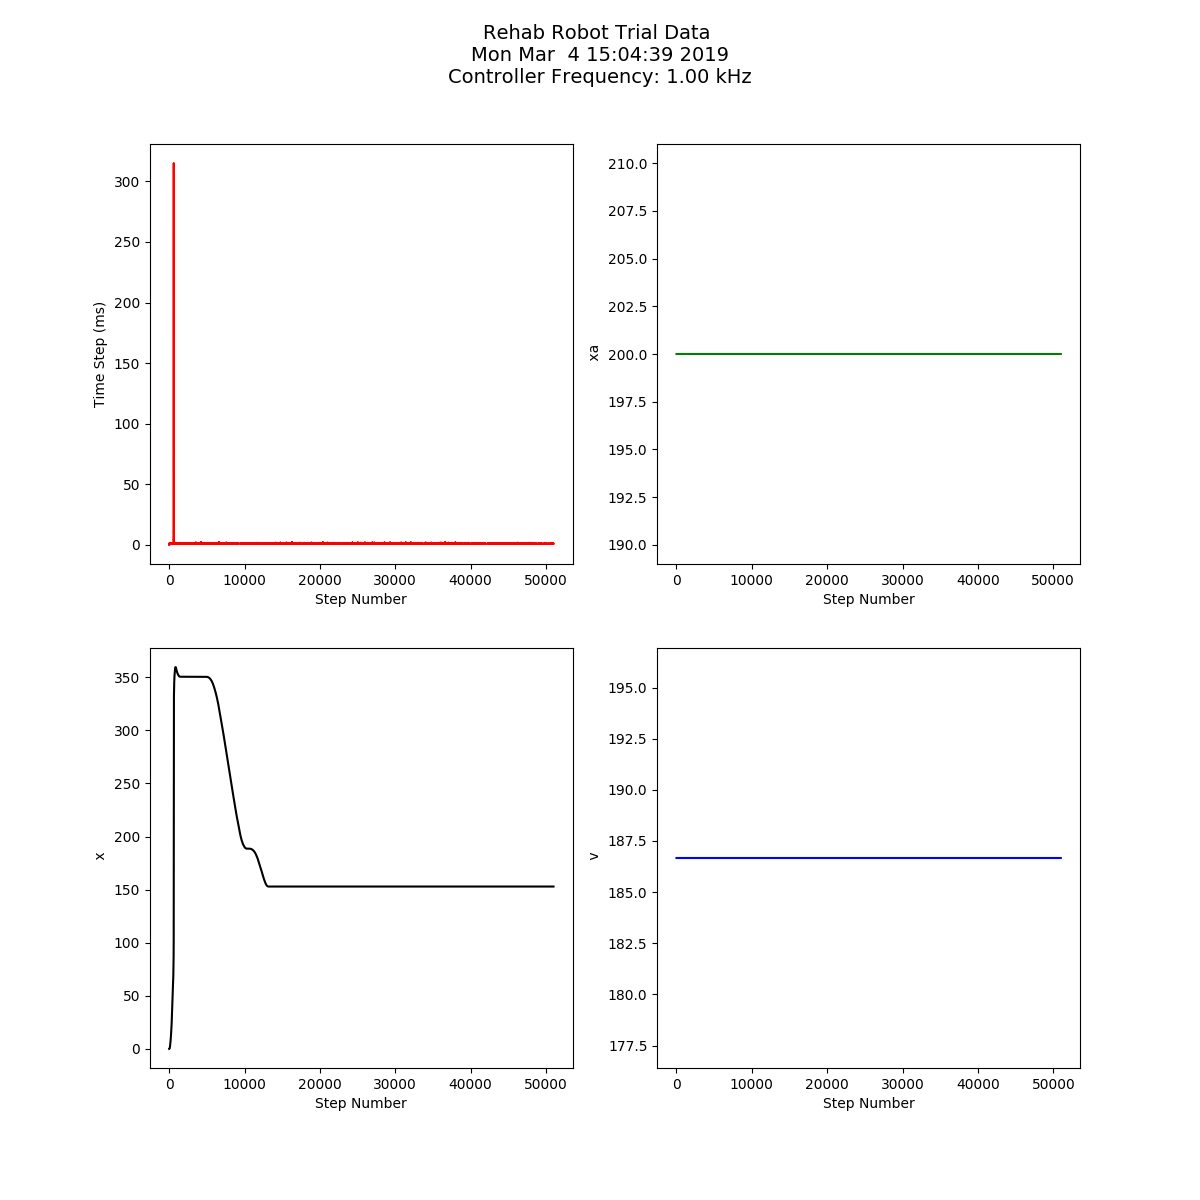 Rehab Robot Trial Data
Mon Mar  4 15:04:39 2019
Controller Frequency: 1.00 kHz
300
250
200
150
100
50
0
Time Step (ms)
0 10000 20000 30000 40000 50000
Step Number
210.0
207.5
205.0
202.5
200.0
197.5
195.0
192.5
190.0
xa
0 10000 20000 30000 40000 50000
Step Number
350
300
250
200
150
100
50
0
x
0 10000 20000 30000 40000 50000
Step Number
195.0
192.5
190.0
187.5
185.0
182.5
180.0
177.5
v
0 10000 20000 30000 40000 50000
Step Number